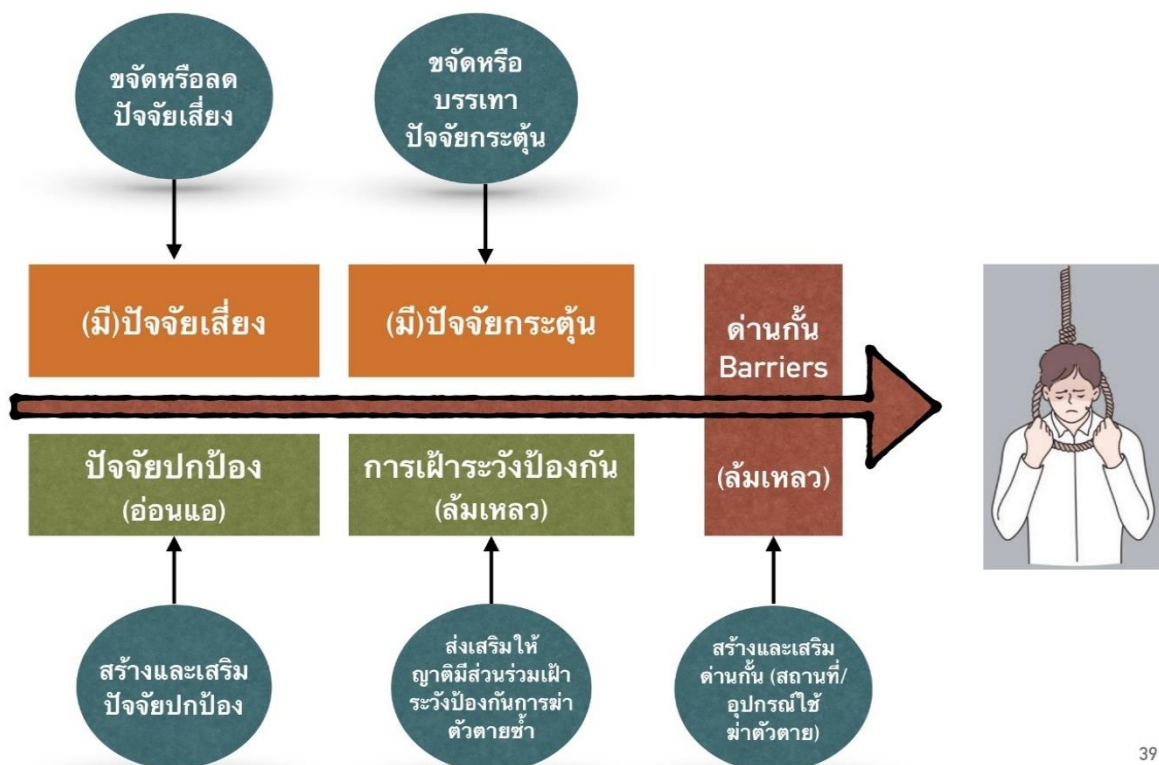 ขจัดหรือลด
ปัจจัยเสี่ยง
ขจัดหรือ
บรรเทา
ปัจจัยกระตุ้น
(มี)ปัจจัยเสี่ยง
(มี)ปัจจัยกระตุ้น
ด่านกั้น
Barriers
ปัจจัยปกป้อง
(อ่อนแอ)
การเฝ้าระวังป้องกัน
(ล้มเหลว)
(ล้มเหลว)
สร้างและเสริม
ปัจจัยปกป้อง
ส่งเสริมให้
ญาติมีส่วนร่วมเฝ้า
ระวังป้องกันการฆ่า
ตัวตายซ้ำ
สร้างและเสริม
ด่านกั้น (สถานที่/
อุปกรณ์ใช้
ฆ่าตัวตาย)
39